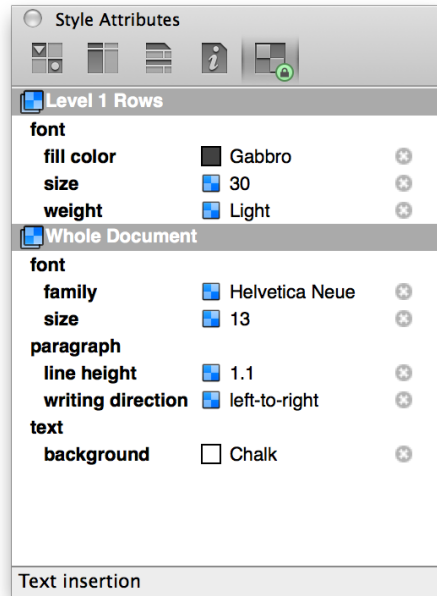 Style Attributes
Level 1 Rows
font
fill color Gabbro
size 30
weight Light
Whole Document
font
family Helvetica Neue
size 13
paragraph
line height 1.1
writing direction left-to-right
text
background Chalk
Text insertion